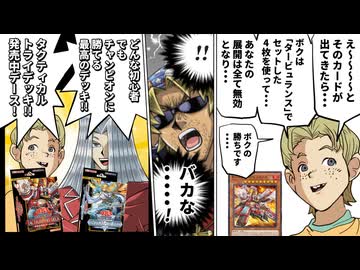 え～～～っと
そのカードが
出てきたら・・・
ボクは
「タービュランス」で
セットした
4枚を使って・・・
あなたの
展開は全て無効
となり・・・
ボクの
勝ちです
!!
バカな
・・・・・!
どんな初心者
でも
チャンピオンに
勝てる
最高のデッキ!!
タクティカル
トライデッキ!!
発売中デース!